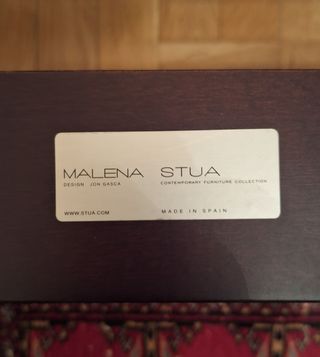 MALENA STUA
DESIGN JON GASCA CONTEMPORARY FURNITURE COLLECTION
WWW.STUA.COM MADE IN SPAIN